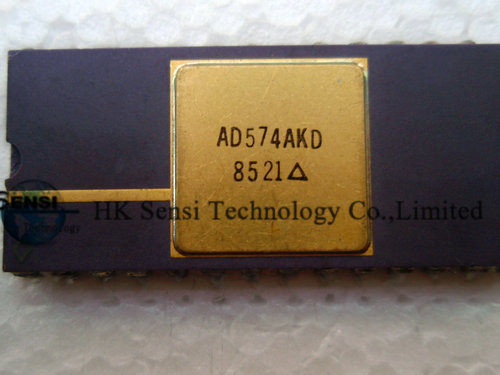 AD574AKD
8521△
SENSI
HK Sensi Technology Co.,Limited